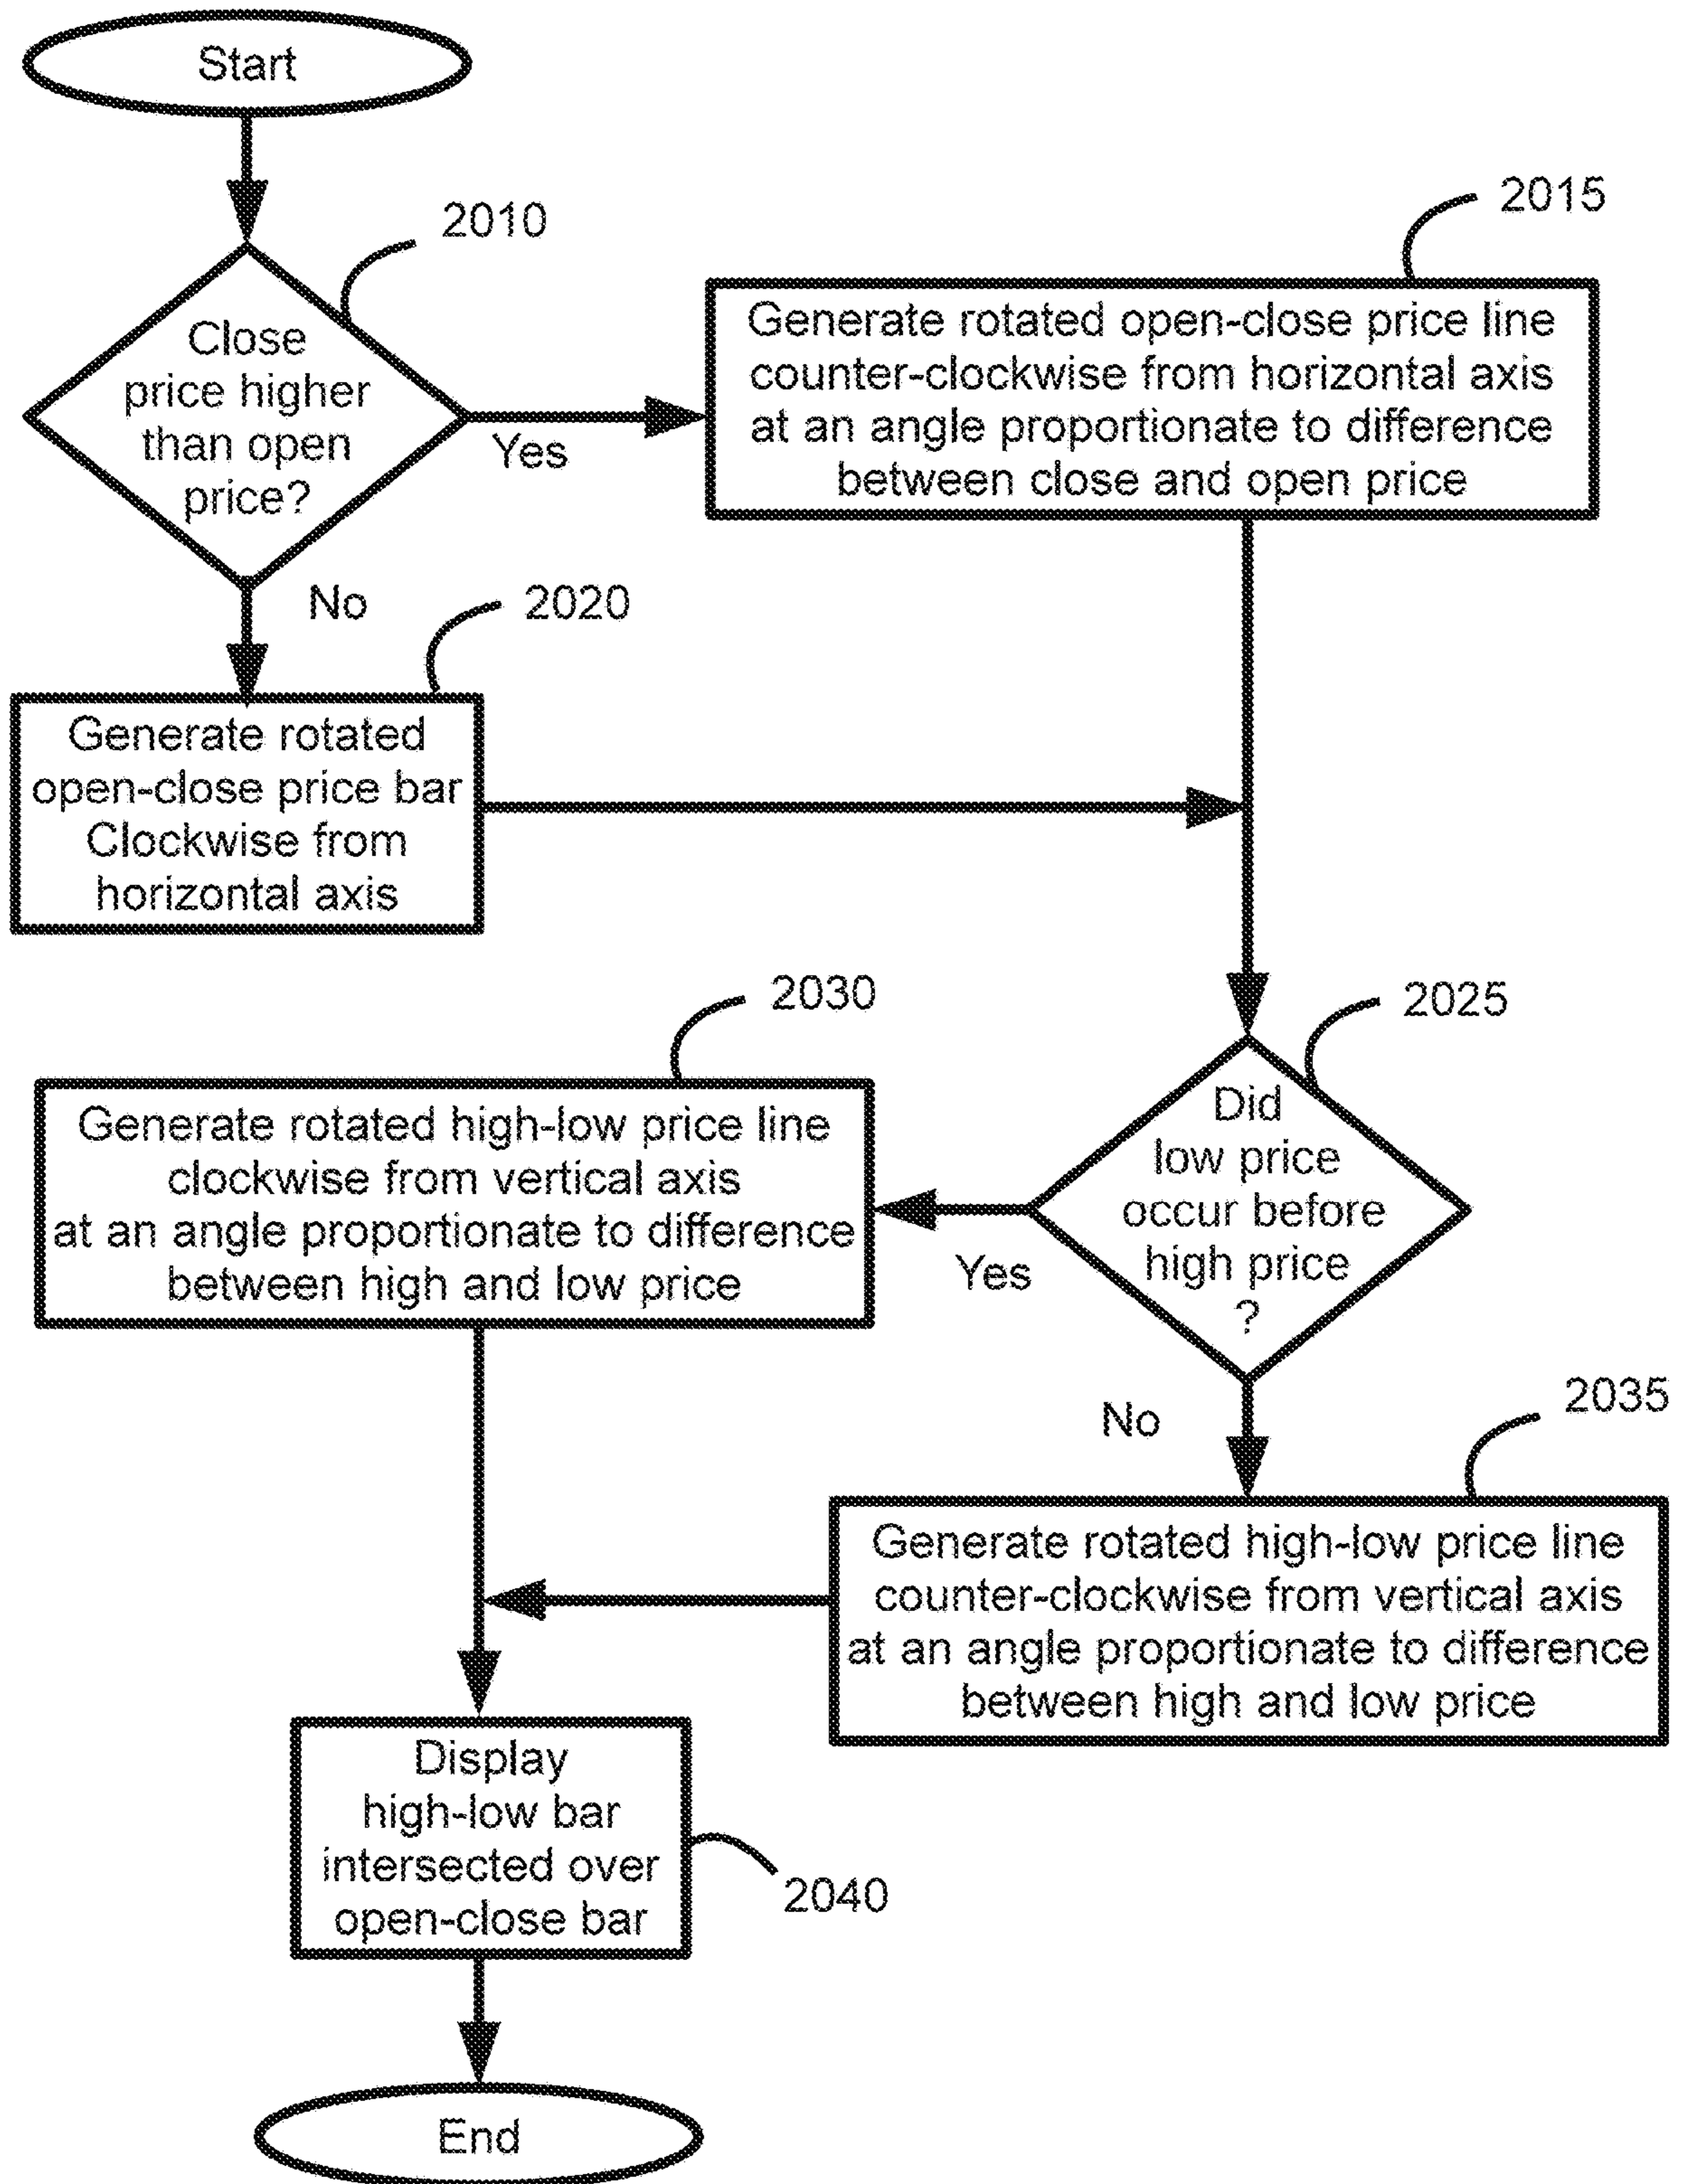 Start
2010
2015
Close
price higher
than open
price?
Yes
Generate rotated open-close price line
counter-clockwise from horizontal axis
at an angle proportionate to difference
between close and open price
No
2020
Generate rotated
open-close price bar
Clockwise from
horizontal axis
2030
2025
Generate rotated high-low price line
clockwise from vertical axis
at an angle proportionate to difference
between high and low price
Did
low price
occur before
high price
?
Yes
No
2035
Generate rotated high-low price line
counter-clockwise from vertical axis
at an angle proportionate to difference
between high and low price
Display
high-low bar
intersected over
open-close bar
2040
End